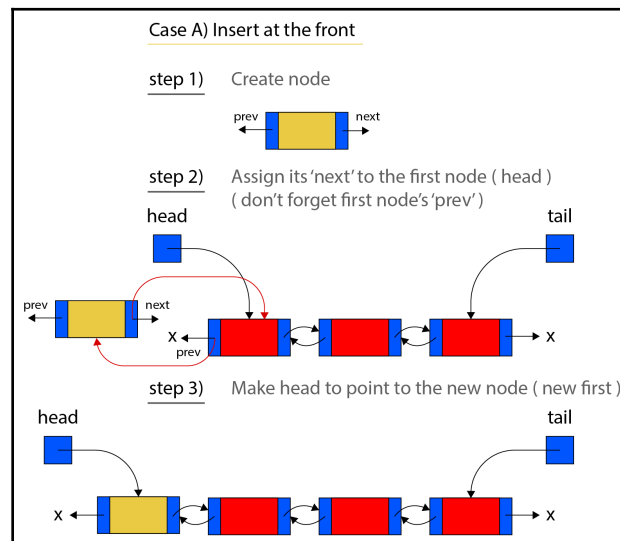 Case A) Insert at the front
step 1) Create node
prev next
step 2) Assign its 'next' to the first node ( head )
( don't forget first node's 'prev' )
head tail
prev next
x prev x
step 3) Make head to point to the new node ( new first )
head tail
x x